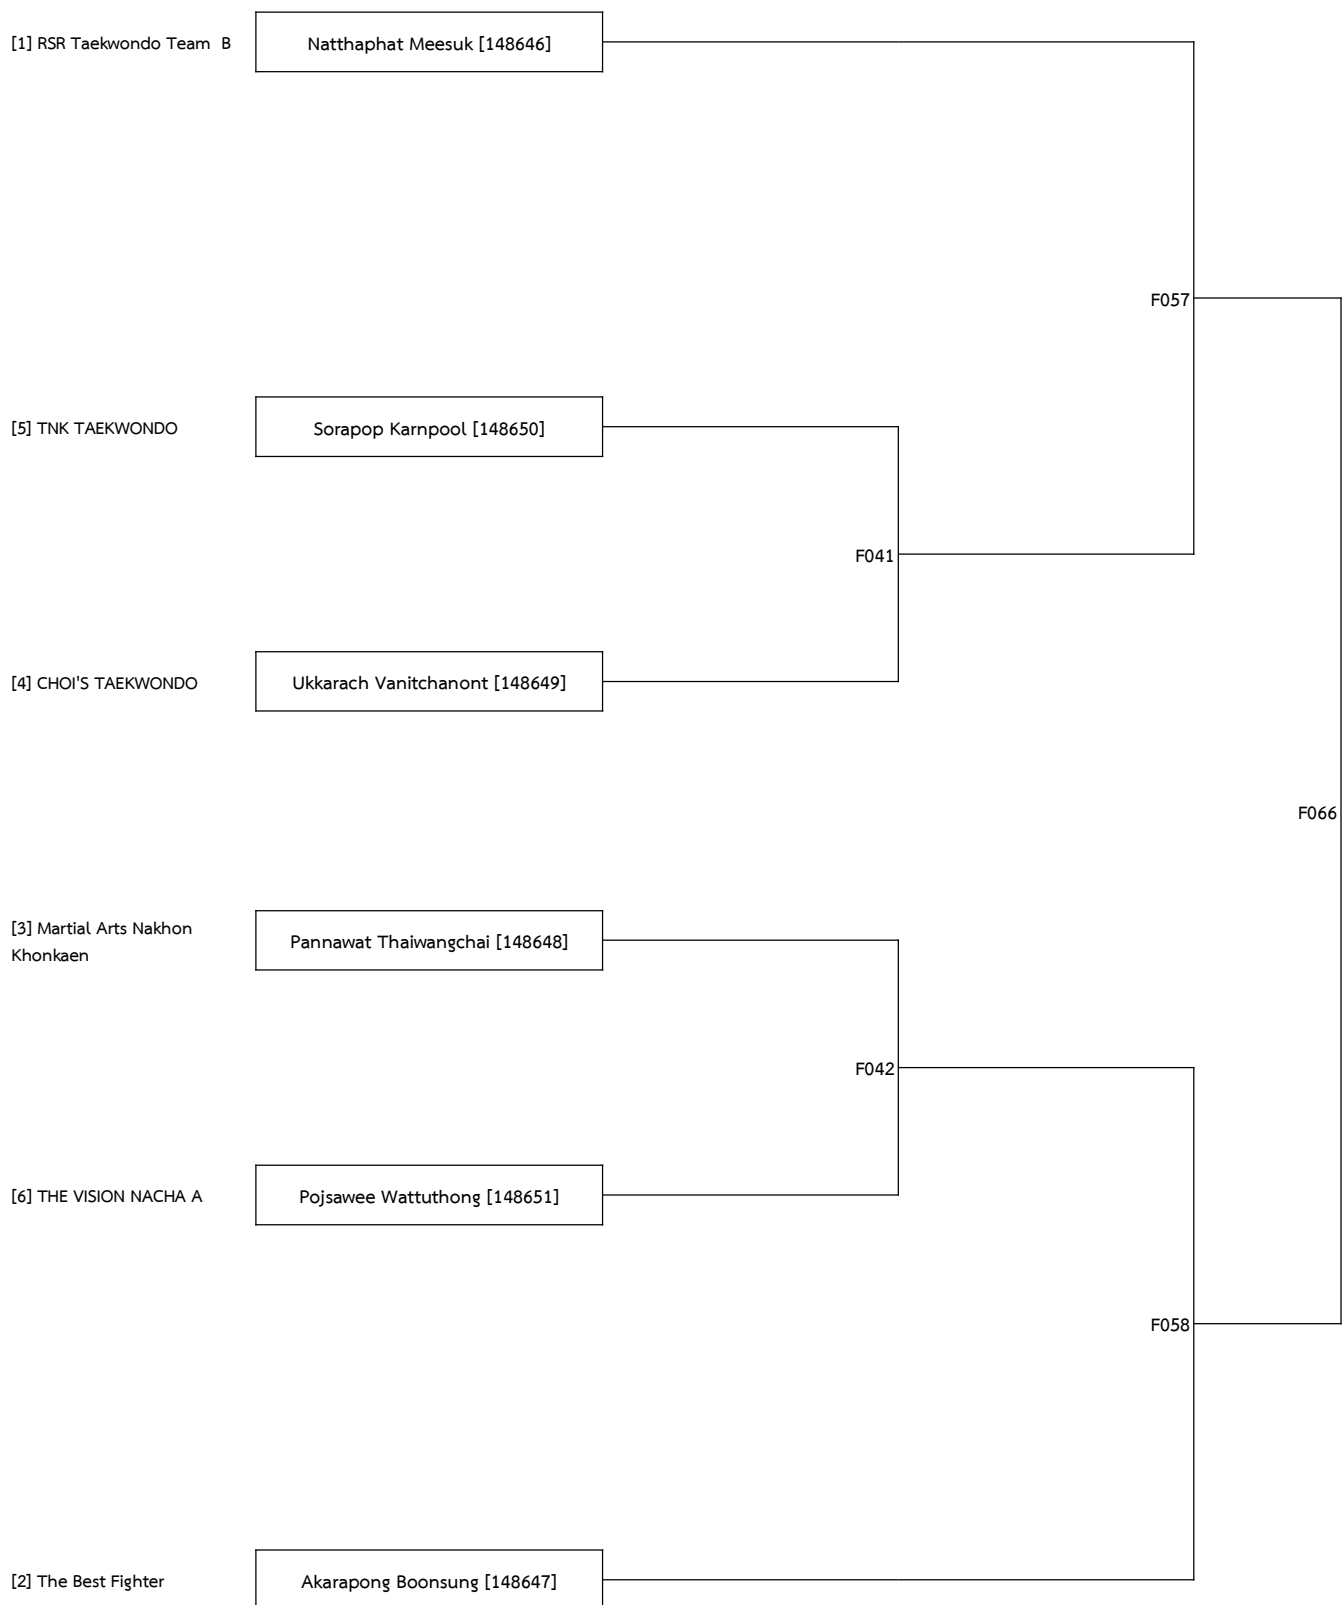 [1] RSR Taekwondo Team  B
Natthaphat Meesuk [148646]
F057
[5] TNK TAEKWONDO
Sorapop Karnpool [148650]
F041
[4] CHOI'S TAEKWONDO
Ukkarach Vanitchanont [148649]
F066
[3] Martial Arts Nakhon
Khonkaen
Pannawat Thaiwangchai [148648]
F042
[6] THE VISION NACHA A
Pojsawee Wattuthong [148651]
F058
[2] The Best Fighter
Akarapong Boonsung [148647]